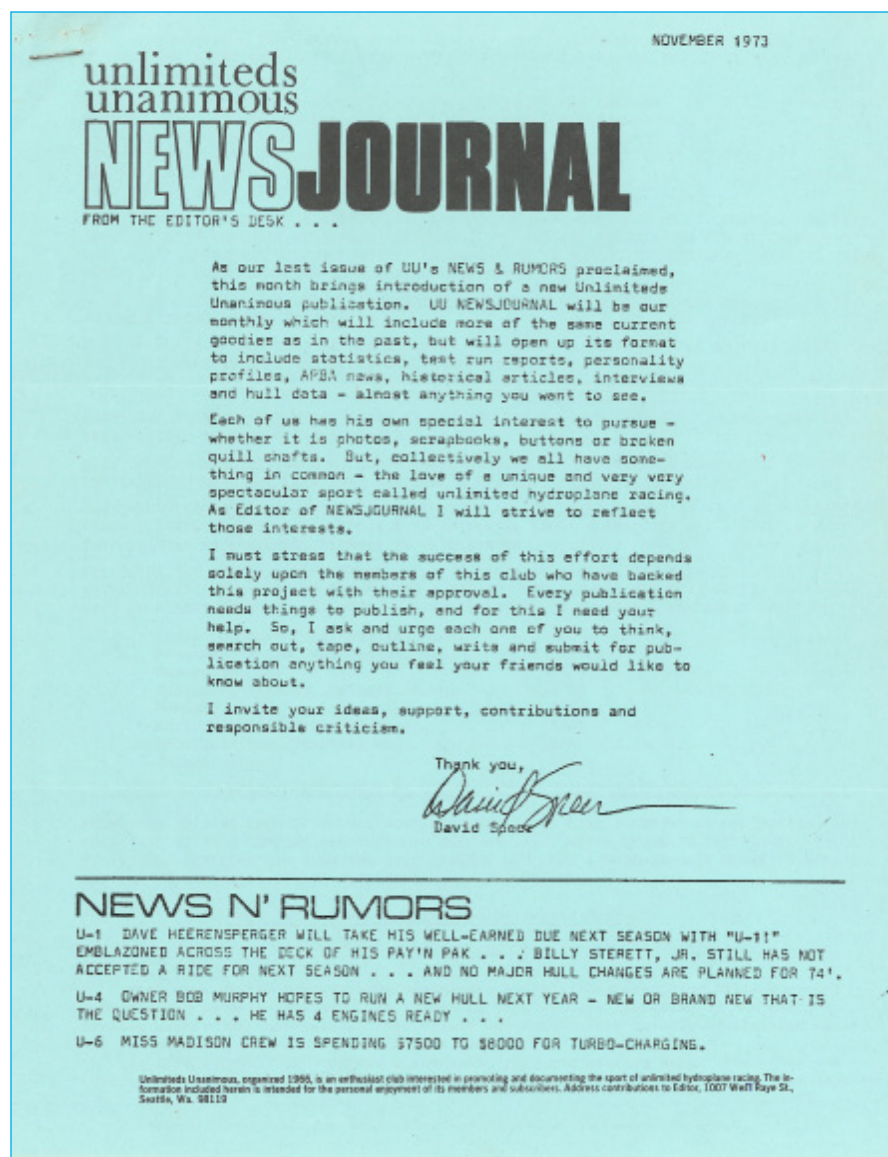 NOVEMBER 1973
unlimiteds
unanimous
NEWSJOURNAL
FROM THE EDITOR'S DESK . . .
As our last issue of UU's NEWS & RUMORS proclaimed,
this month brings introduction of a new Unlimiteds
Unanimous publication. UU NEWSJOURNAL will be our
monthly which will include more of the same current
goodies as in the past, but will open up its format
to include statistics, test run reports, personality
profiles, APBA news, historical articles, interviews
and hull data - almost anything you want to see.
Each of us has his own special interest to pursue -
whether it is photos, scrapbooks, buttons or broken
quill shafts. But, collectively we all have some-
thing in common - the love of a unique and very very
spectacular sport called unlimited hydroplane racing.
As Editor of NEWSJOURNAL I will strive to reflect
those interests.
I must stress that the success of this effort depends
solely upon the members of this club who have backed
this project with their approval. Every publication
needs things to publish, and for this I need your
help. So, I ask and urge each one of you to think,
search out, tape, outline, write and submit for pub-
lication anything you feel your friends would like to
know about.
I invite your ideas, support, contributions and
responsible criticism.
Thank you,
David Speer
David Speer
NEWS N' RUMORS
U-1 DAVE HEERENSPERGER WILL TAKE HIS WELL-EARNED DUE NEXT SEASON WITH "U-1!"
EMBLAZONED ACROSS THE DECK OF HIS PAY'N PAK . . . BILLY STERETT, JR. STILL HAS NOT
ACCEPTED A RIDE FOR NEXT SEASON . . . AND NO MAJOR HULL CHANGES ARE PLANNED FOR 74'.
U-4 OWNER BOB MURPHY HOPES TO RUN A NEW HULL NEXT YEAR - NEW OR BRAND NEW THAT IS
THE QUESTION . . . HE HAS 4 ENGINES READY . . .
U-6 MISS MADISON CREW IS SPENDING $7500 TO $8000 FOR TURBO-CHARGING.
Unlimiteds Unanimous, organized 1966, is an enthusiast club interested in promoting and documenting the sport of unlimited hydroplane racing. The in-
formation included herein is intended for the personal enjoyment of its members and subscribers. Address contributions to Editor, 1007 West Raye St.,
Seattle, Wa. 98119